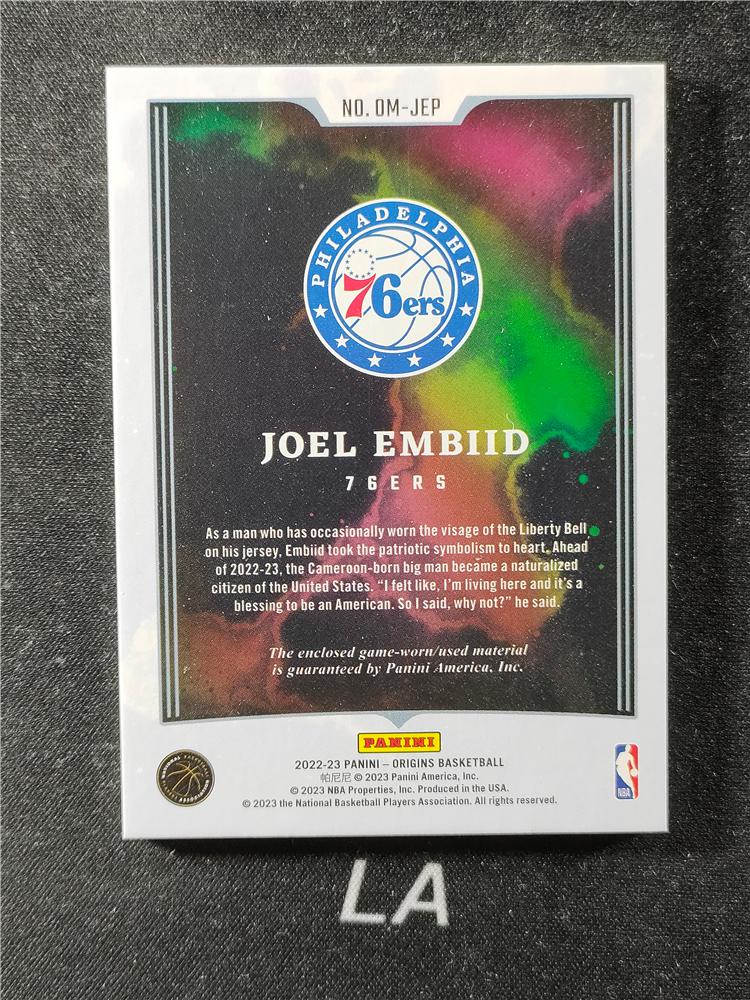 NO. OM-JEP
PHILADELPHIA
76ers
JOEL EMBIID
76ERS
As a man who has occasionally worn the visage of the Liberty Bell
on his jersey, Embiid took the patriotic symbolism to heart. Ahead
of 2022-23, the Cameroon-born big man became a naturalized
citizen of the United States. “I felt like, I’m living here and it’s a
blessing to be an American. So I said, why not?” he said.
The enclosed game-worn/used material
is guaranteed by Panini America, Inc.
PANINI
2022-23 PANINI – ORIGINS BASKETBALL
帕尼尼 © 2023 Panini America, Inc.
© 2023 NBA Properties, Inc. Produced in the USA.
© 2023 the National Basketball Players Association. All rights reserved.
NATIONAL BASKETBALL
PLAYERS ASSOCIATION
NBA
LA